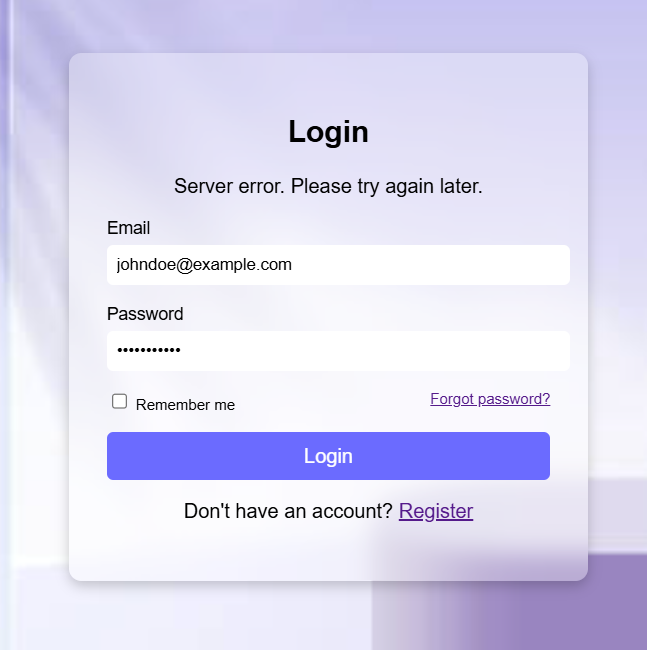 Login
Server error. Please try again later.
Email
johndoe@example.com
Password
•••••••••••
Remember me
Forgot password?
Login
Don't have an account? Register